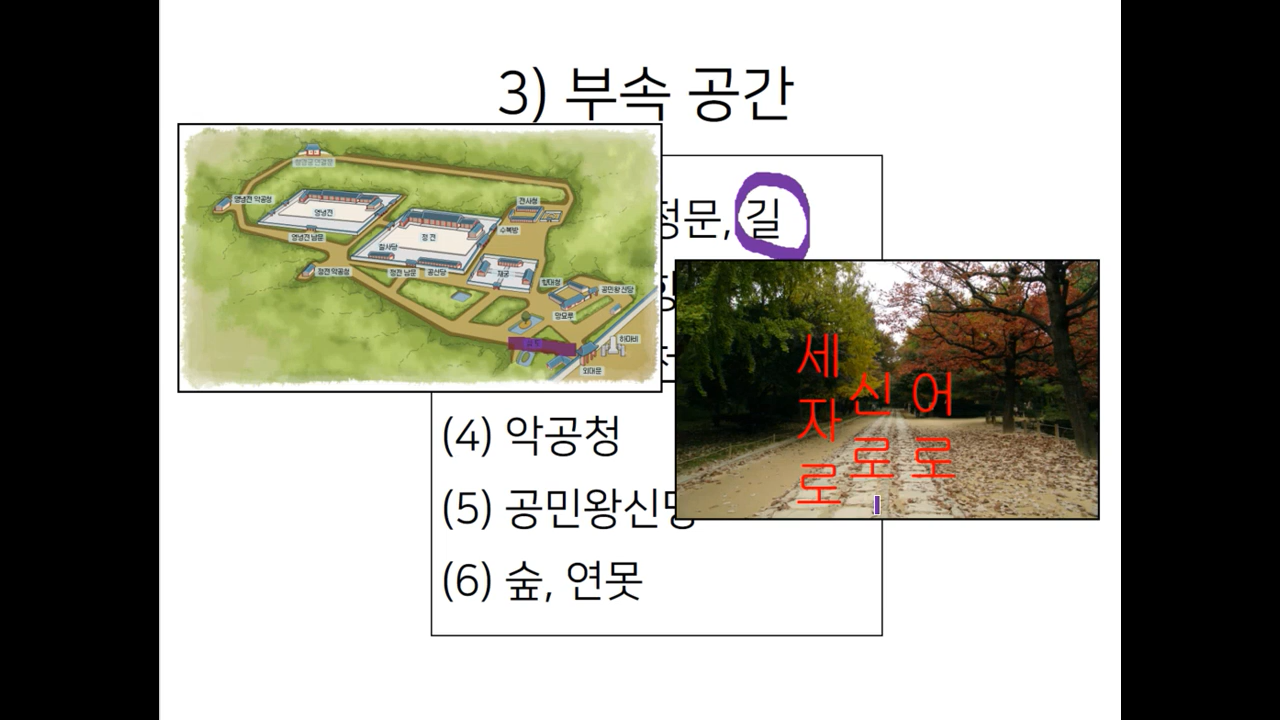 3) 부속 공간
정문, 길
(4) 악공청
(5) 공민왕신당
(6) 숲, 연못
영녕전 악공청
영녕전
영녕전 남문
전사청
수복방
정전
칠사당
정전 악공청
정전 남문
공신당
재궁
향대청
공민왕 신당
망묘루
하마비
외대문
세자로
신로
어로